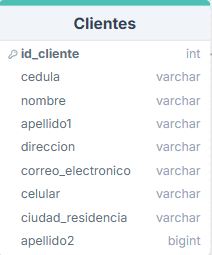 Clientes
id_cliente int
cedula varchar
nombre varchar
apellido1 varchar
direccion varchar
correo_electronico varchar
celular varchar
ciudad_residencia varchar
apellido2 bigint